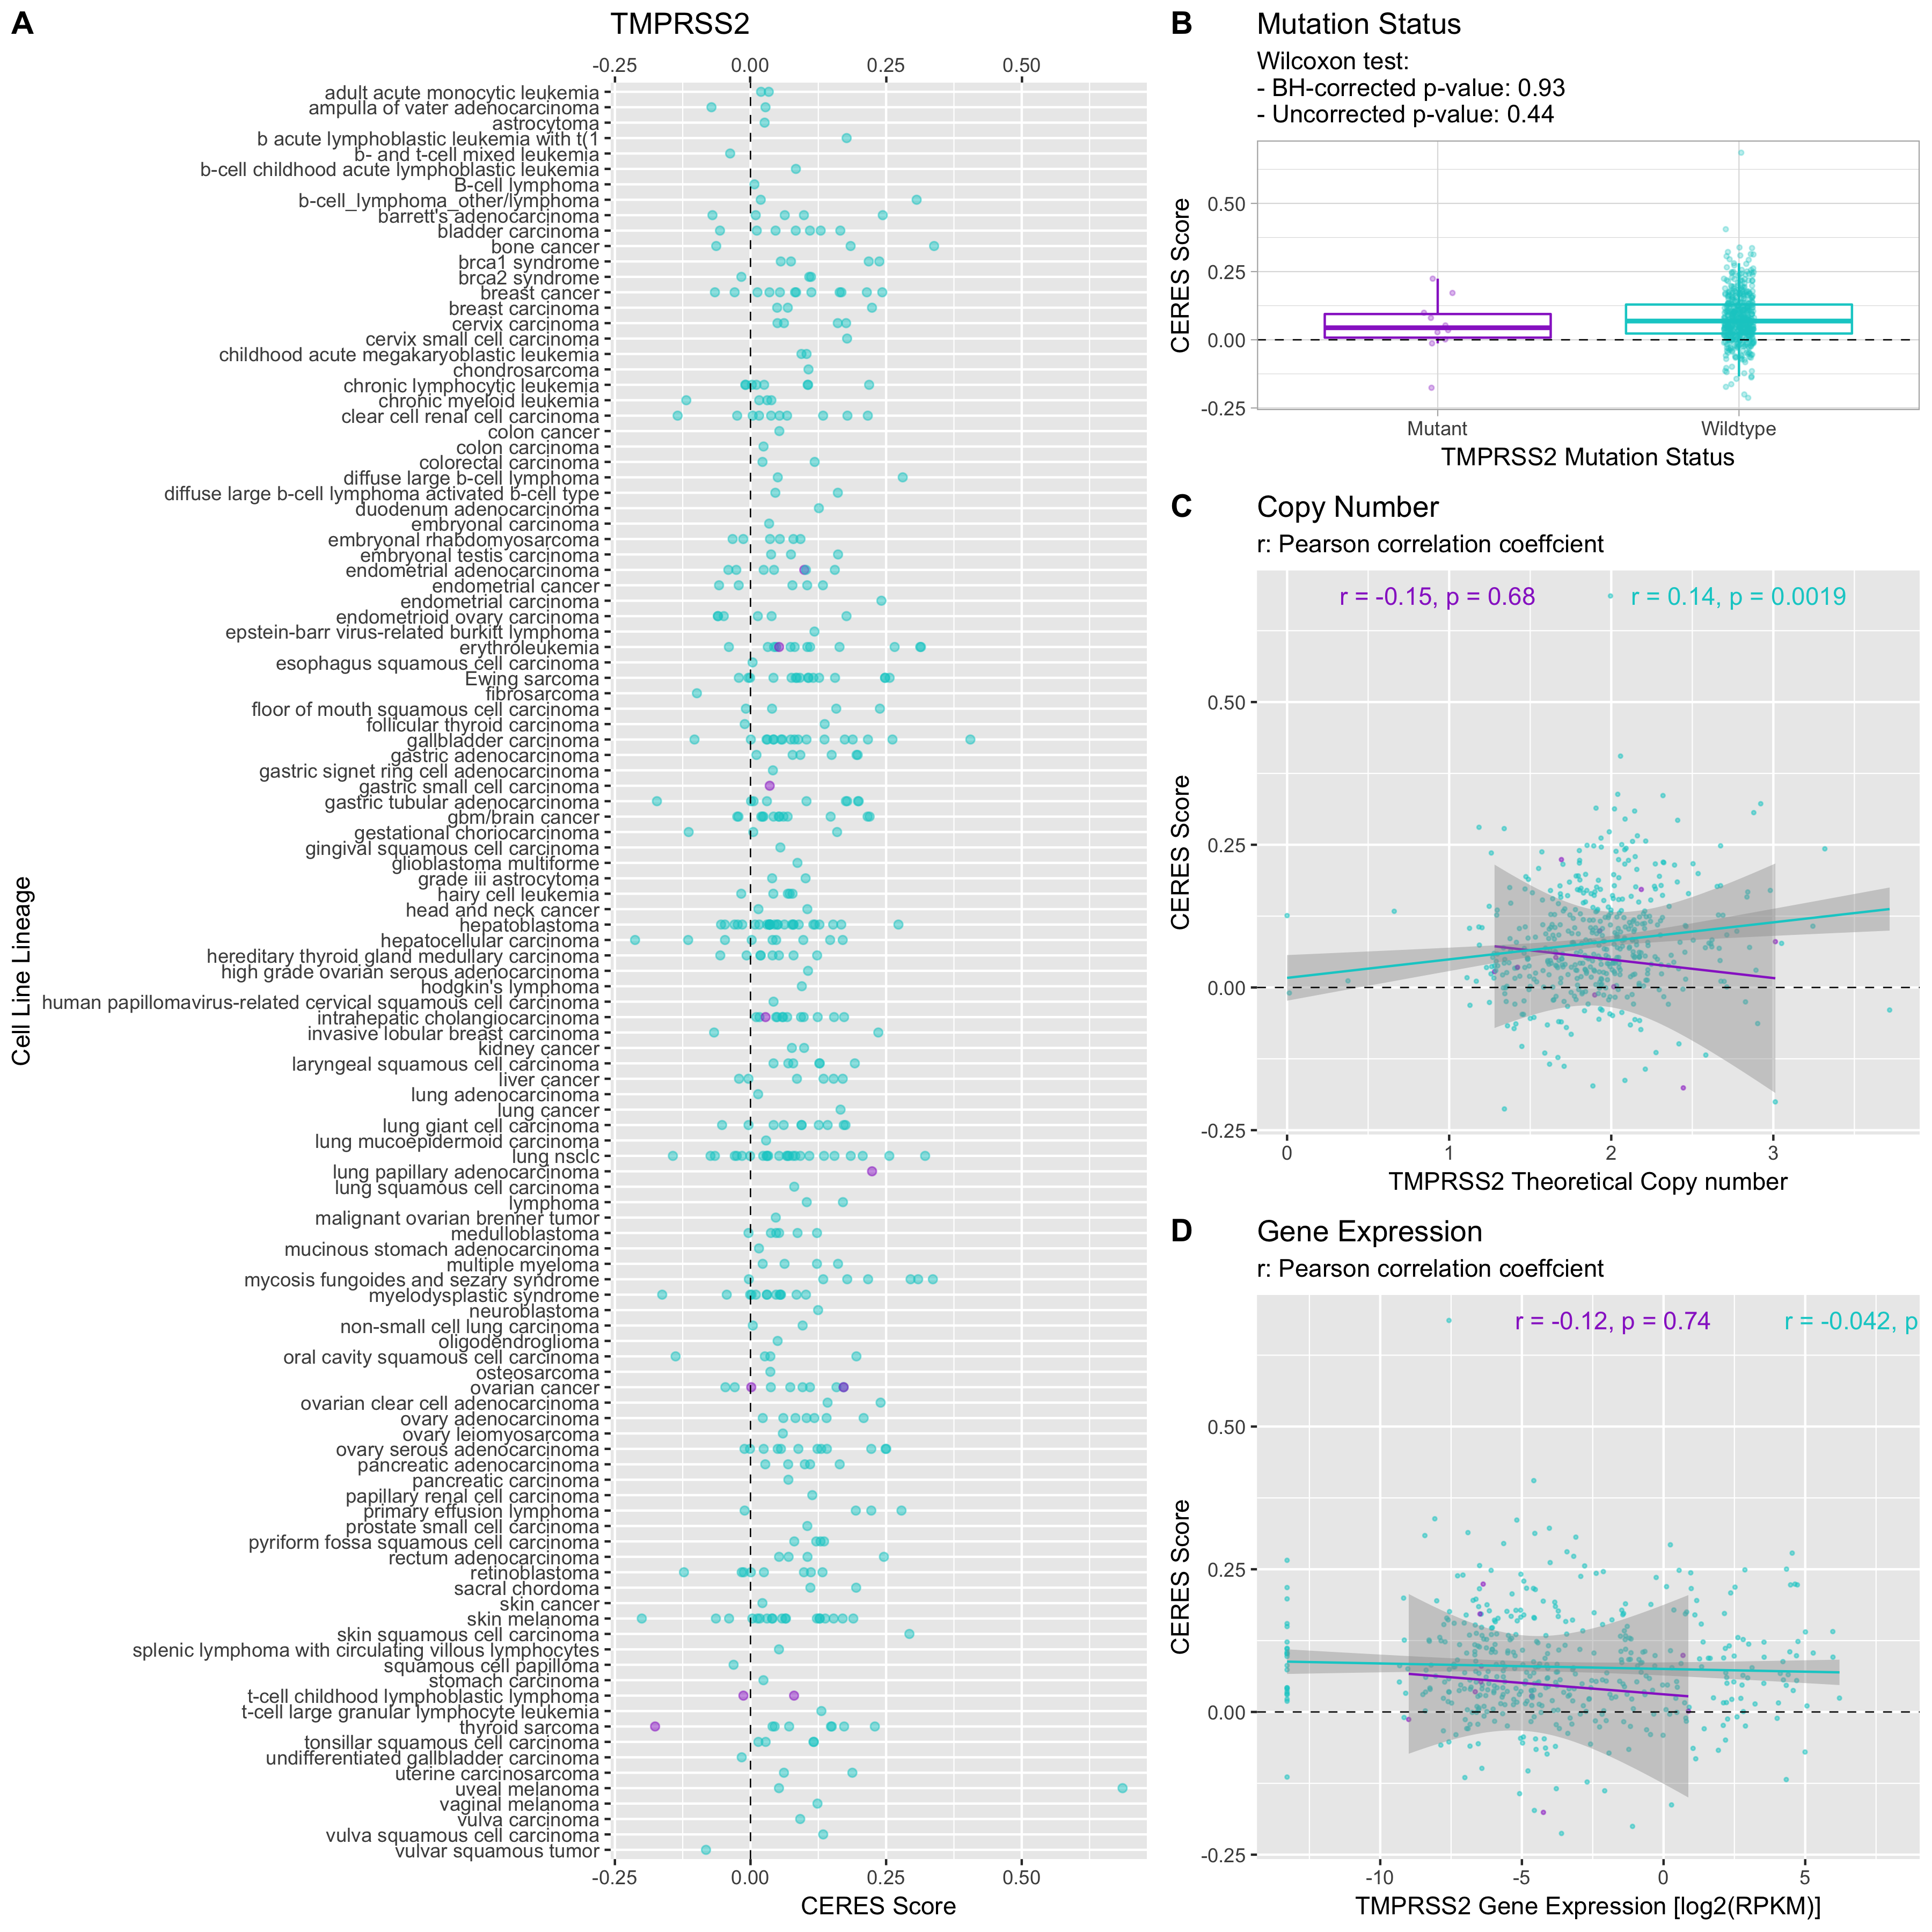 A
TMPRSS2
-0.25 0.00 0.25 0.50
Cell Line Lineage
adult acute monocytic leukemia
ampulla of vater adenocarcinoma
astrocytoma
b acute lymphoblastic leukemia with t(1
b- and t-cell mixed leukemia
b-cell childhood acute lymphoblastic leukemia
B-cell lymphoma
b-cell_lymphoma_other/lymphoma
barrett's adenocarcinoma
bladder carcinoma
bone cancer
brca1 syndrome
brca2 syndrome
breast cancer
breast carcinoma
cervix carcinoma
cervix small cell carcinoma
childhood acute megakaryoblastic leukemia
chondrosarcoma
chronic lymphocytic leukemia
chronic myeloid leukemia
clear cell renal cell carcinoma
colon cancer
colon carcinoma
colorectal carcinoma
diffuse large b-cell lymphoma
diffuse large b-cell lymphoma activated b-cell type
duodenum adenocarcinoma
embryonal carcinoma
embryonal rhabdomyosarcoma
embryonal testis carcinoma
endometrial adenocarcinoma
endometrial cancer
endometrial carcinoma
endometrioid ovary carcinoma
epstein-barr virus-related burkitt lymphoma
erythroleukemia
esophagus squamous cell carcinoma
Ewing sarcoma
fibrosarcoma
floor of mouth squamous cell carcinoma
follicular thyroid carcinoma
gallbladder carcinoma
gastric adenocarcinoma
gastric signet ring cell adenocarcinoma
gastric small cell carcinoma
gastric tubular adenocarcinoma
gbm/brain cancer
gestational choriocarcinoma
gingival squamous cell carcinoma
glioblastoma multiforme
grade iii astrocytoma
hairy cell leukemia
head and neck cancer
hepatoblastoma
hepatocellular carcinoma
hereditary thyroid gland medullary carcinoma
high grade ovarian serous adenocarcinoma
hodgkin's lymphoma
human papillomavirus-related cervical squamous cell carcinoma
intrahepatic cholangiocarcinoma
invasive lobular breast carcinoma
kidney cancer
laryngeal squamous cell carcinoma
liver cancer
lung adenocarcinoma
lung cancer
lung giant cell carcinoma
lung mucoepidermoid carcinoma
lung nsclc
lung papillary adenocarcinoma
lung squamous cell carcinoma
lymphoma
malignant ovarian brenner tumor
medulloblastoma
mucinous stomach adenocarcinoma
multiple myeloma
mycosis fungoides and sezary syndrome
myelodysplastic syndrome
neuroblastoma
non-small cell lung carcinoma
oligodendroglioma
oral cavity squamous cell carcinoma
osteosarcoma
ovarian cancer
ovarian clear cell adenocarcinoma
ovary adenocarcinoma
ovary leiomyosarcoma
ovary serous adenocarcinoma
pancreatic adenocarcinoma
pancreatic carcinoma
papillary renal cell carcinoma
primary effusion lymphoma
prostate small cell carcinoma
pyriform fossa squamous cell carcinoma
rectum adenocarcinoma
retinoblastoma
sacral chordoma
skin cancer
skin melanoma
skin squamous cell carcinoma
splenic lymphoma with circulating villous lymphocytes
squamous cell papilloma
stomach carcinoma
t-cell childhood lymphoblastic lymphoma
t-cell large granular lymphocyte leukemia
thyroid sarcoma
tonsillar squamous cell carcinoma
undifferentiated gallbladder carcinoma
uterine carcinosarcoma
uveal melanoma
vaginal melanoma
vulva carcinoma
vulva squamous cell carcinoma
vulvar squamous tumor
-0.25 0.00 0.25 0.50
CERES Score
B
Mutation Status
Wilcoxon test:
- BH-corrected p-value: 0.93
- Uncorrected p-value: 0.44
CERES Score
0.50
0.25
0.00
-0.25
Mutant Wildtype
TMPRSS2 Mutation Status
C
Copy Number
r: Pearson correlation coeffcient
r = -0.15, p = 0.68 r = 0.14, p = 0.0019
CERES Score
0.50
0.25
0.00
-0.25
0 1 2 3
TMPRSS2 Theoretical Copy number
D
Gene Expression
r: Pearson correlation coeffcient
r = -0.12, p = 0.74 r = -0.042, p
CERES Score
0.50
0.25
0.00
-0.25
-10 -5 0 5
TMPRSS2 Gene Expression [log2(RPKM)]